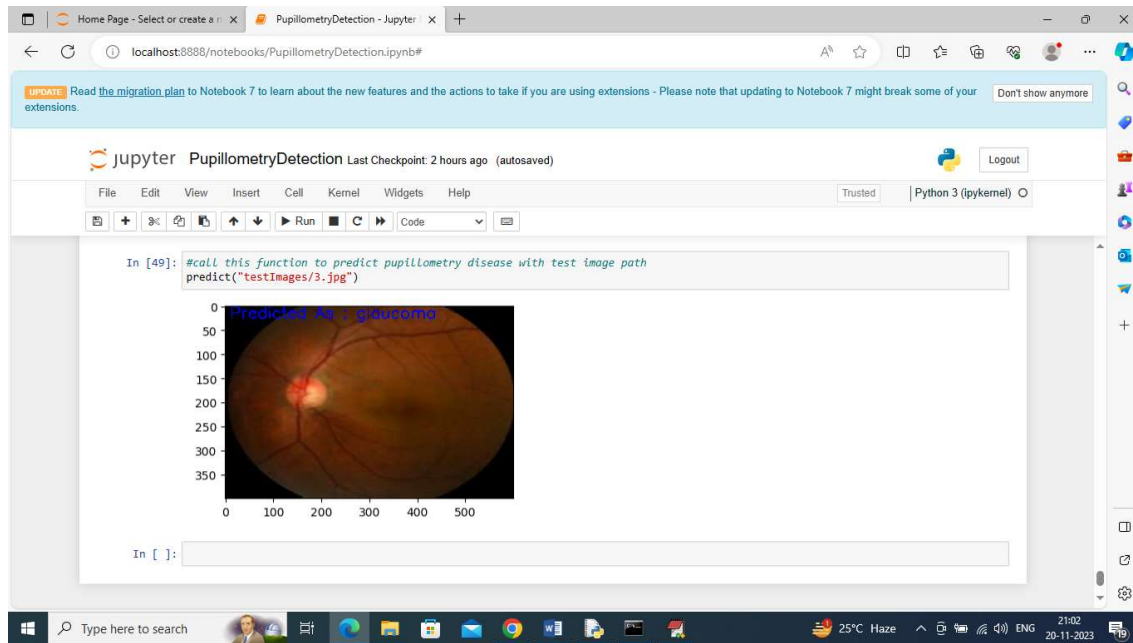 Home Page - Select or create a n
PupillometryDetection - Jupyter
localhost:8888/notebooks/PupillometryDetection.ipynb#
UPDATE Read the migration plan to Notebook 7 to learn about the new features and the actions to take if you are using extensions - Please note that updating to Notebook 7 might break some of your
extensions.
Don't show anymore
jupyter PupillometryDetection Last Checkpoint: 2 hours ago (autosaved)
Logout
File Edit View Insert Cell Kernel Widgets Help
Trusted Python 3 (ipykernel)
Run Code
In [49]: #call this function to predict pupillometry disease with test image path
predict("testImages/3.jpg")
Predicted As : glaucoma
0
50
100
150
200
250
300
350
0 100 200 300 400 500
In [ ]:
Type here to search
25°C Haze
ENG
21:02
20-11-2023